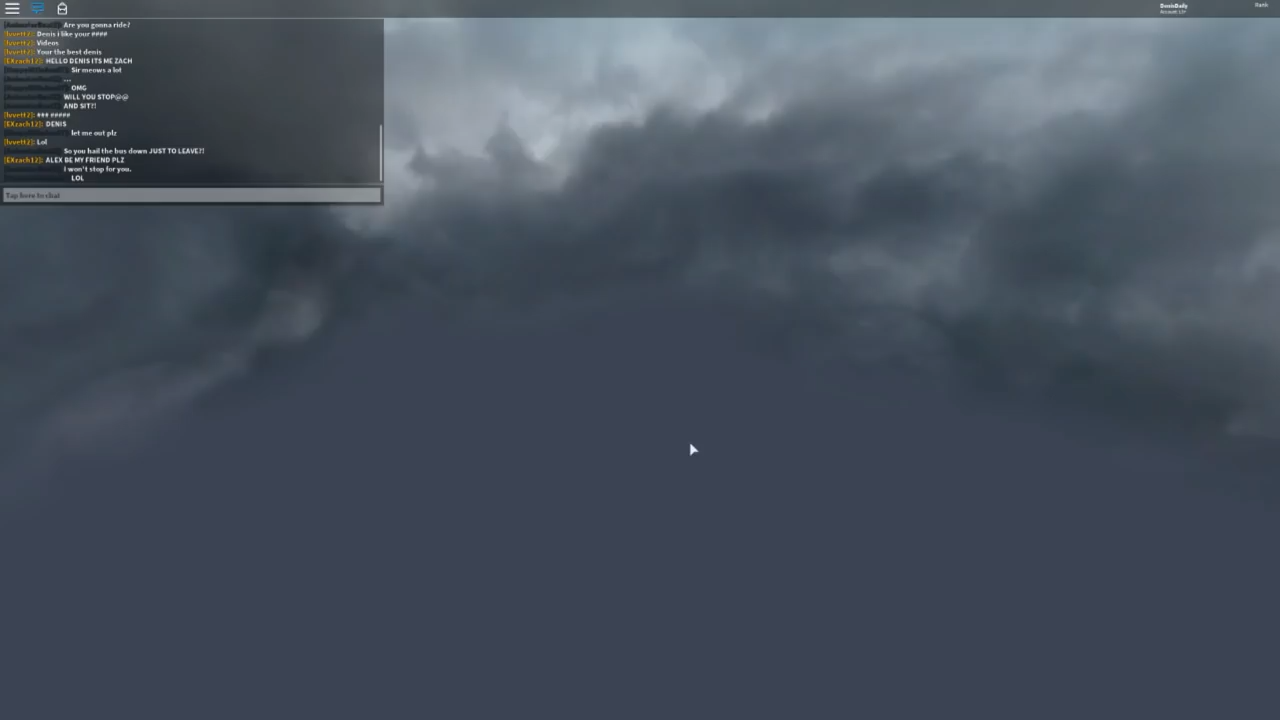 DenisDaily
Rank
Are you gonna ride?
[lvvett2]: Denis i like your ####
[lvvett2]: Videos
[lvvett2]: Your the best denis
[EXzach12]: HELLO DENIS ITS ME ZACH
Sir meows a lot
...
OMG
WILL YOU STOP@@
AND SIT?!
[lvvett2]: ### #####
[EXzach12]: DENIS
let me out plz
[lvvett2]: Lol
So you hail the bus down JUST TO LEAVE?!
[EXzach12]: ALEX BE MY FRIEND PLZ
I won't stop for you.
LOL
Tap here to chat